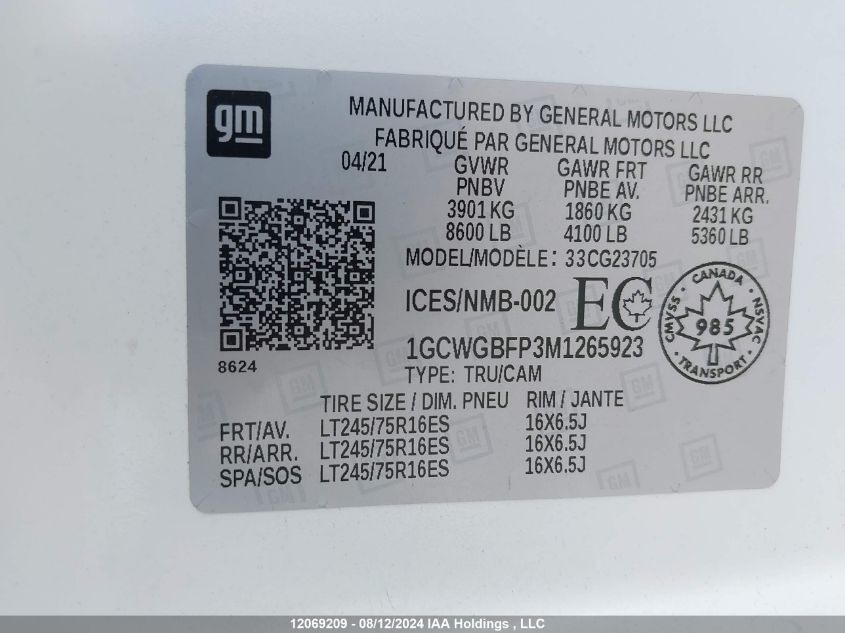 gm
MANUFACTURED BY GENERAL MOTORS LLC
FABRIQUÉ PAR GENERAL MOTORS LLC
04/21 GVWR GAWR FRT GAWR RR
PNBV PNBE AV. PNBE ARR.
3901 KG 1860 KG 2431 KG
8600 LB 4100 LB 5360 LB
MODEL/MODÈLE: 33CG23705
ICES/NMB-002 EC
CANADA
CMVSS 985 NSVAC
TRANSPORT
1GCWGBFP3M1265923
8624
TYPE: TRU/CAM
TIRE SIZE / DIM. PNEU RIM / JANTE
FRT/AV. LT245/75R16ES 16X6.5J
RR/ARR. LT245/75R16ES 16X6.5J
SPA/SOS LT245/75R16ES 16X6.5J
12069209 - 08/12/2024 IAA Holdings , LLC